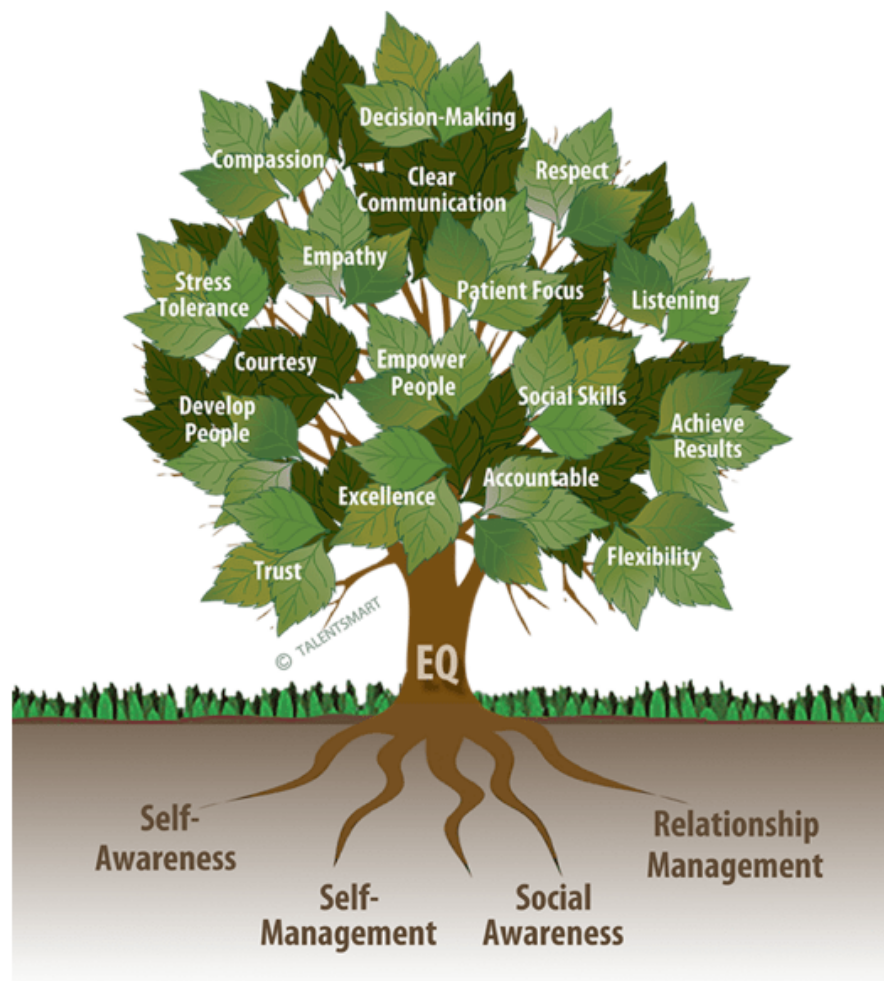 Decision-Making
Compassion
Clear
Communication
Respect
Empathy
Stress
Tolerance
Patient Focus
Listening
Courtesy
Empower
People
Social Skills
Develop
People
Achieve
Results
Excellence
Accountable
Trust
Flexibility
© TALENTSMART
EQ
Self-
Awareness
Self-
Management
Social
Awareness
Relationship
Management